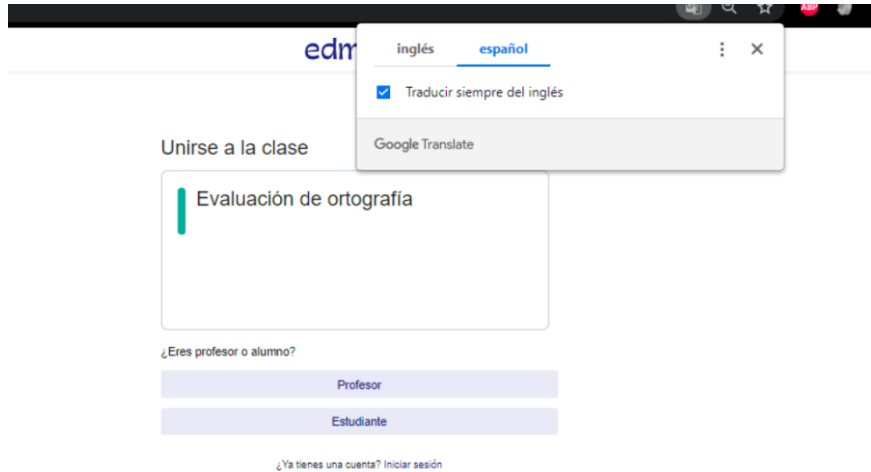 ABP
edm
inglés español
Traducir siempre del inglés
Google Translate
Unirse a la clase
Evaluación de ortografía
¿Eres profesor o alumno?
Profesor
Estudiante
¿Ya tienes una cuenta? Iniciar sesión